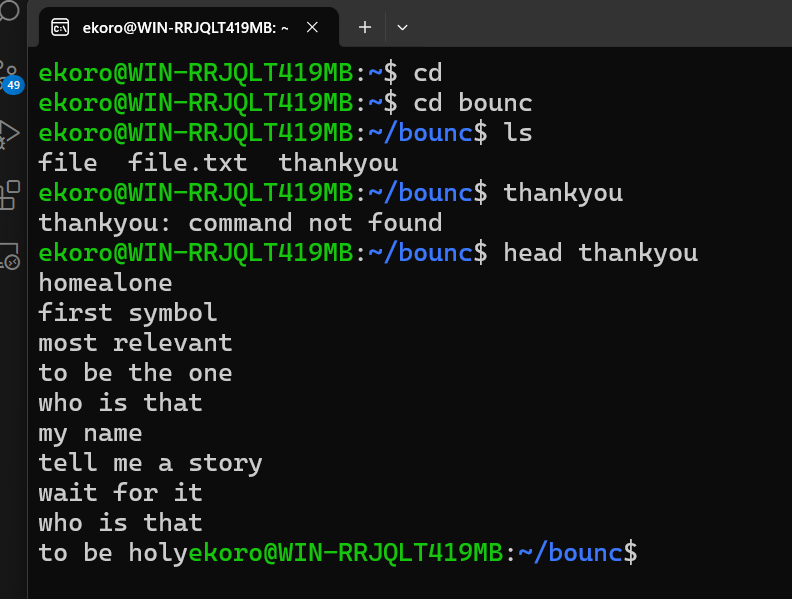 ekoro@WIN-RRJQLT419MB: ~
49
ekoro@WIN-RRJQLT419MB:~$ cd
ekoro@WIN-RRJQLT419MB:~$ cd bounc
ekoro@WIN-RRJQLT419MB:~/bounc$ ls
file  file.txt  thankyou
ekoro@WIN-RRJQLT419MB:~/bounc$ thankyou
thankyou: command not found
ekoro@WIN-RRJQLT419MB:~/bounc$ head thankyou
homealone
first symbol
most relevant
to be the one
who is that
my name
tell me a story
wait for it
who is that
to be holyekoro@WIN-RRJQLT419MB:~/bounc$